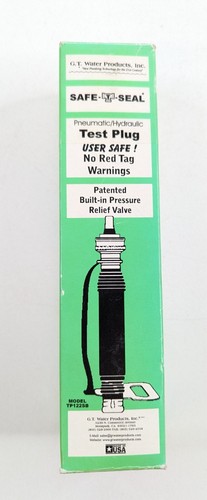 G.T. Water Products, Inc.
SAFE-T-SEAL
Pneumatic/Hydraulic
Test Plug
USER SAFE!
No Red Tag
Warnings
Patented
Built-in Pressure
Relief Valve
MODEL
TP122SB
G.T. Water Products, Inc.
USA